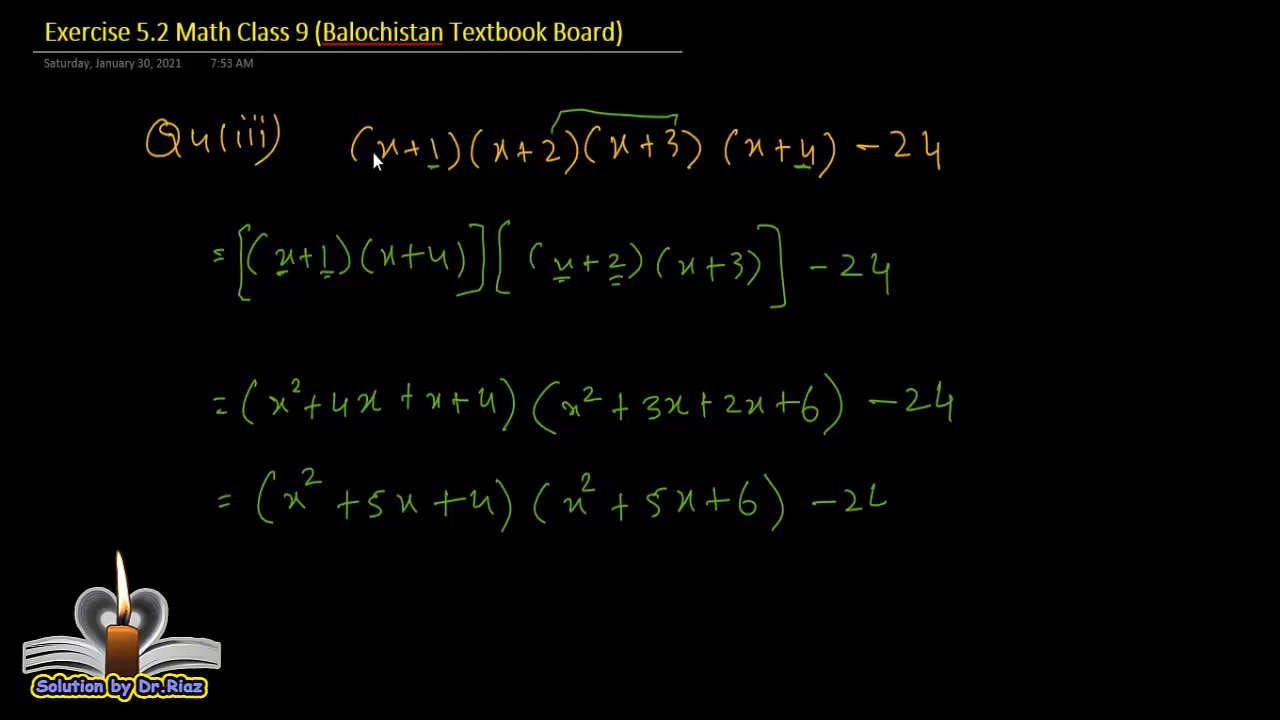 Exercise 5.2 Math Class 9 (Balochistan Textbook Board)
Saturday, January 30, 2021 7:53 AM
Qu(iii) (x+1)(x+2)(x+3)(x+4) -24
= [(x+1)(x+4)][(x+2)(x+3)] -24
= (x²+4x+x+4)(x²+3x+2x+6) -24
= (x²+5x+4)(x²+5x+6) -24
Solution by Dr.Riaz